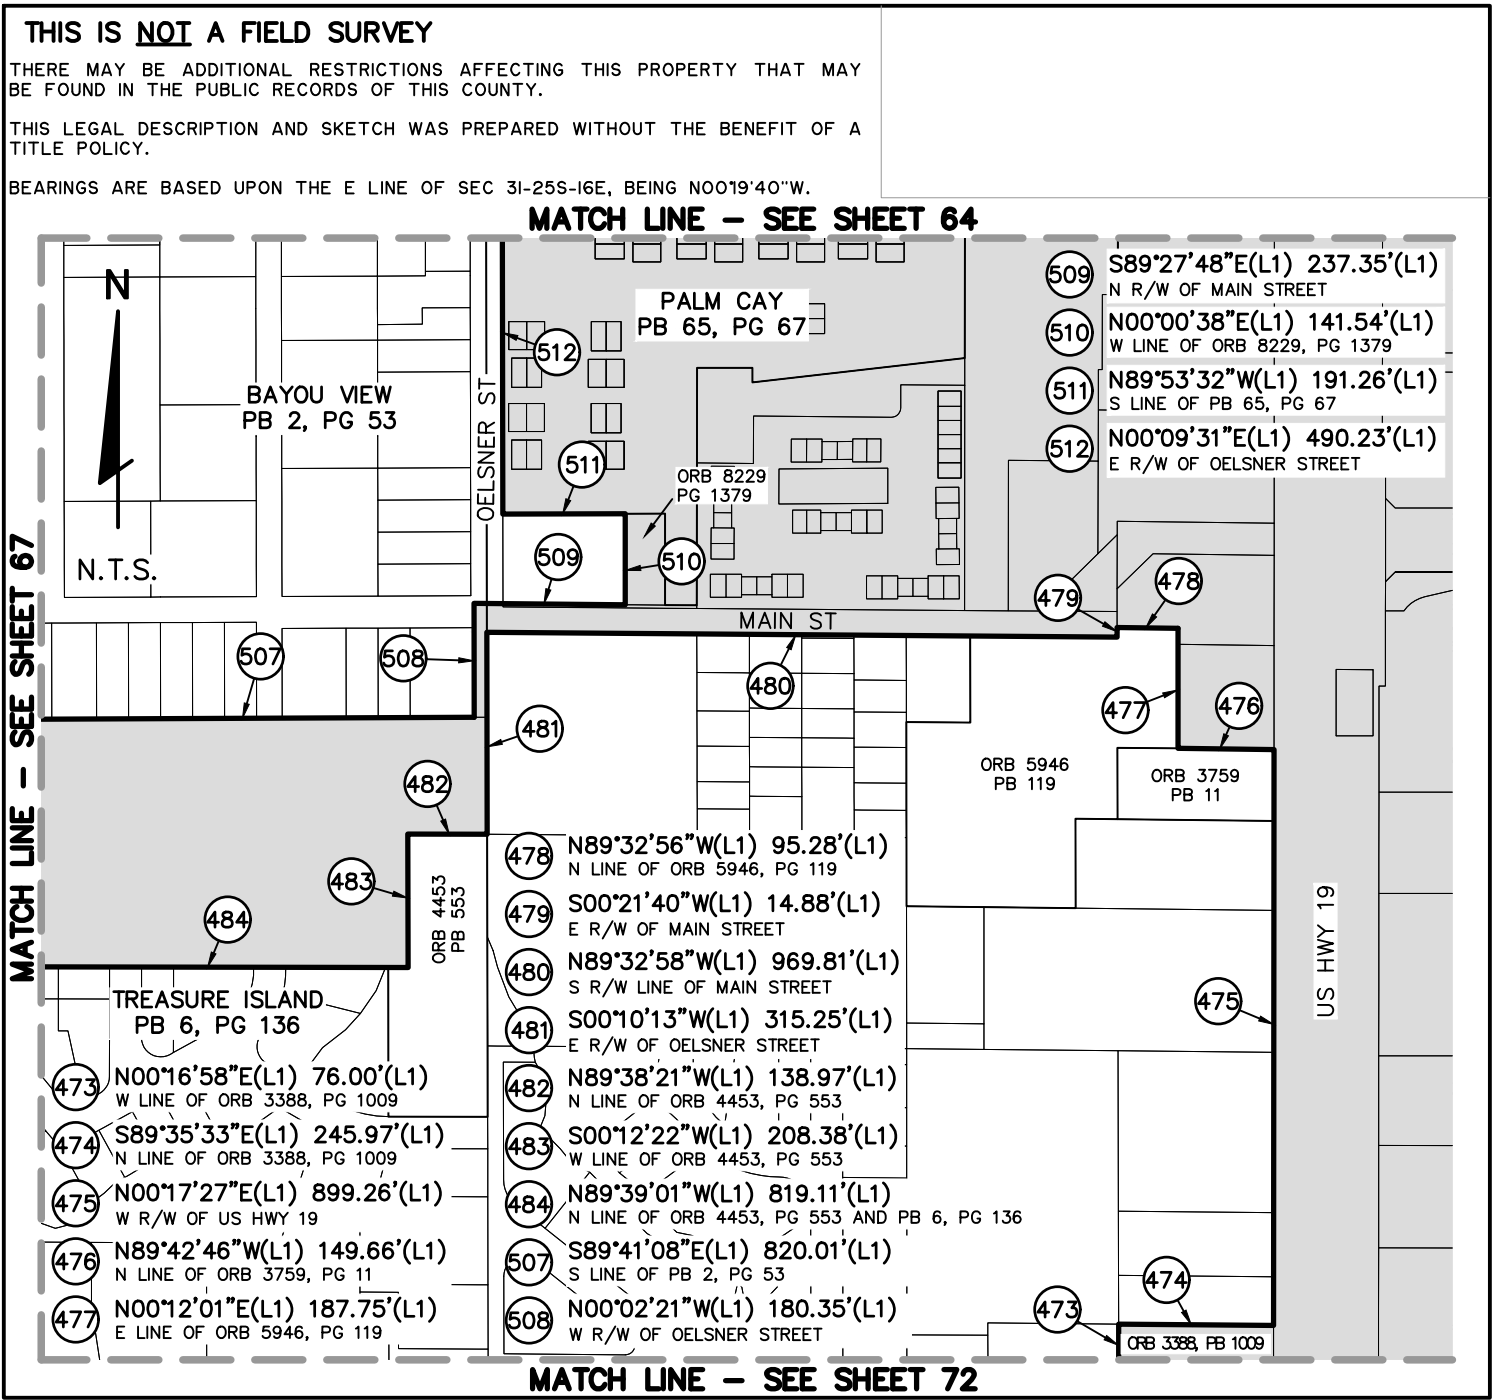 THIS IS NOT A FIELD SURVEY
THERE MAY BE ADDITIONAL RESTRICTIONS AFFECTING THIS PROPERTY THAT MAY
BE FOUND IN THE PUBLIC RECORDS OF THIS COUNTY.
THIS LEGAL DESCRIPTION AND SKETCH WAS PREPARED WITHOUT THE BENEFIT OF A
TITLE POLICY.
BEARINGS ARE BASED UPON THE E LINE OF SEC 31-25S-16E, BEING N00°19'40"W.
MATCH LINE - SEE SHEET 64
N
N.T.S.
BAYOU VIEW
PB 2, PG 53
OELSNER ST
PALM CAY
PB 65, PG 67
512
511
ORB 8229
PG 1379
509
510
509
S89°27'48"E(L1) 237.35'(L1)
N R/W OF MAIN STREET
510
N00°00'38"E(L1) 141.54'(L1)
W LINE OF ORB 8229, PG 1379
511
N89°53'32"W(L1) 191.26'(L1)
S LINE OF PB 65, PG 67
512
N00°09'31"E(L1) 490.23'(L1)
E R/W OF OELSNER STREET
MATCH LINE - SEE SHEET 67
479
478
MAIN ST
507
508
480
477
476
481
482
483
484
ORB 5946
PB 119
ORB 3759
PB 11
ORB 4453
PB 553
US HWY 19
475
TREASURE ISLAND
PB 6, PG 136
473
N00°16'58"E(L1) 76.00'(L1)
W LINE OF ORB 3388, PG 1009
474
S89°35'33"E(L1) 245.97'(L1)
N LINE OF ORB 3388, PG 1009
475
N00°17'27"E(L1) 899.26'(L1)
W R/W OF US HWY 19
476
N89°42'46"W(L1) 149.66'(L1)
N LINE OF ORB 3759, PG 11
477
N00°12'01"E(L1) 187.75'(L1)
E LINE OF ORB 5946, PG 119
478
N89°32'56"W(L1) 95.28'(L1)
N LINE OF ORB 5946, PG 119
479
S00°21'40"W(L1) 14.88'(L1)
E R/W OF MAIN STREET
480
N89°32'58"W(L1) 969.81'(L1)
S R/W LINE OF MAIN STREET
481
S00°10'13"W(L1) 315.25'(L1)
E R/W OF OELSNER STREET
482
N89°38'21"W(L1) 138.97'(L1)
N LINE OF ORB 4453, PG 553
483
S00°12'22"W(L1) 208.38'(L1)
W LINE OF ORB 4453, PG 553
484
N89°39'01"W(L1) 819.11'(L1)
N LINE OF ORB 4453, PG 553 AND PB 6, PG 136
507
S89°41'08"E(L1) 820.01'(L1)
S LINE OF PB 2, PG 53
508
N00°02'21"W(L1) 180.35'(L1)
W R/W OF OELSNER STREET
474
473
ORB 3388, PB 1009
MATCH LINE - SEE SHEET 72